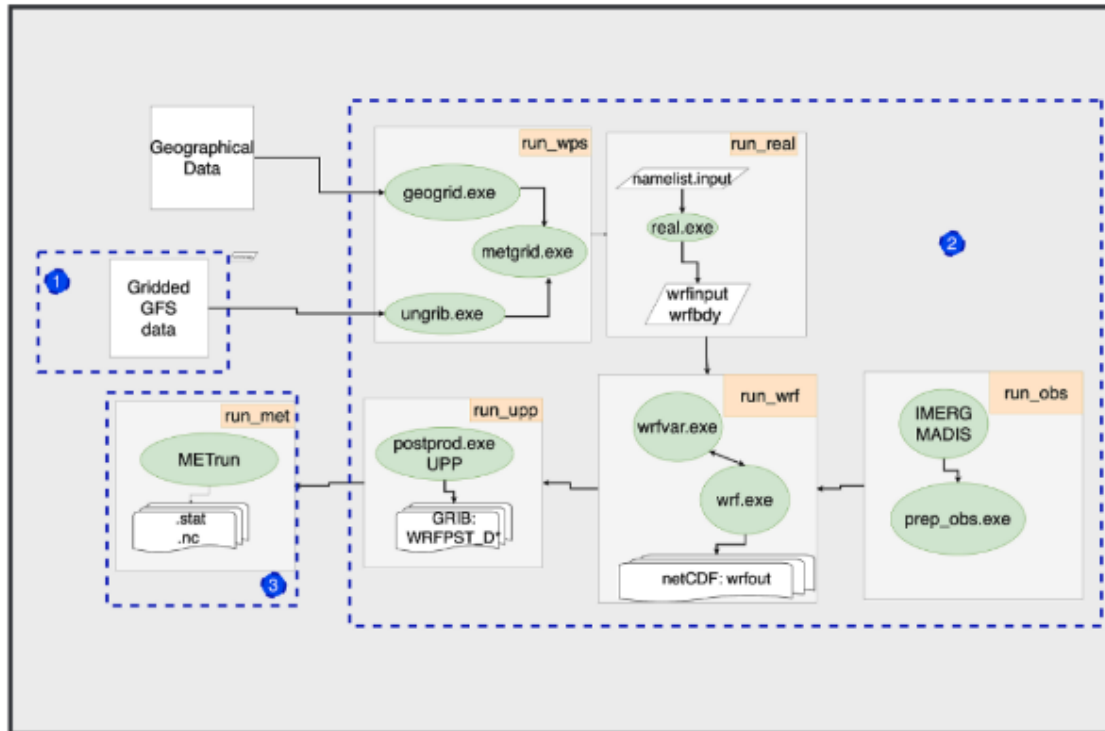 Geographical
Data
1
Gridded
GFS
data
run_wps
geogrid.exe
metgrid.exe
ungrib.exe
run_real
namelist.input
real.exe
wrfinput
wrfbdy
2
run_met
METrun
.stat
.nc
3
run_upp
postprod.exe
UPP
GRIB:
WRFPST_D*
run_wrf
wrfvar.exe
wrf.exe
netCDF: wrfout
run_obs
IMERG
MADIS
prep_obs.exe